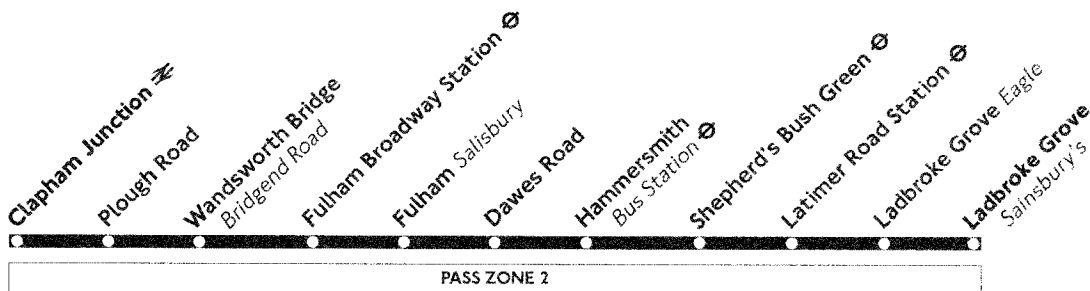 Clapham Junction
Plough Road
Wandsworth Bridge
Bridgend Road
Fulham Broadway Station
Fulham Salisbury
Dawes Road
Hammersmith
Bus Station
Shepherd's Bush Green
Latimer Road Station
Ladbroke Grove Eagle
Ladbroke Grove
Sainsbury's
PASS ZONE 2